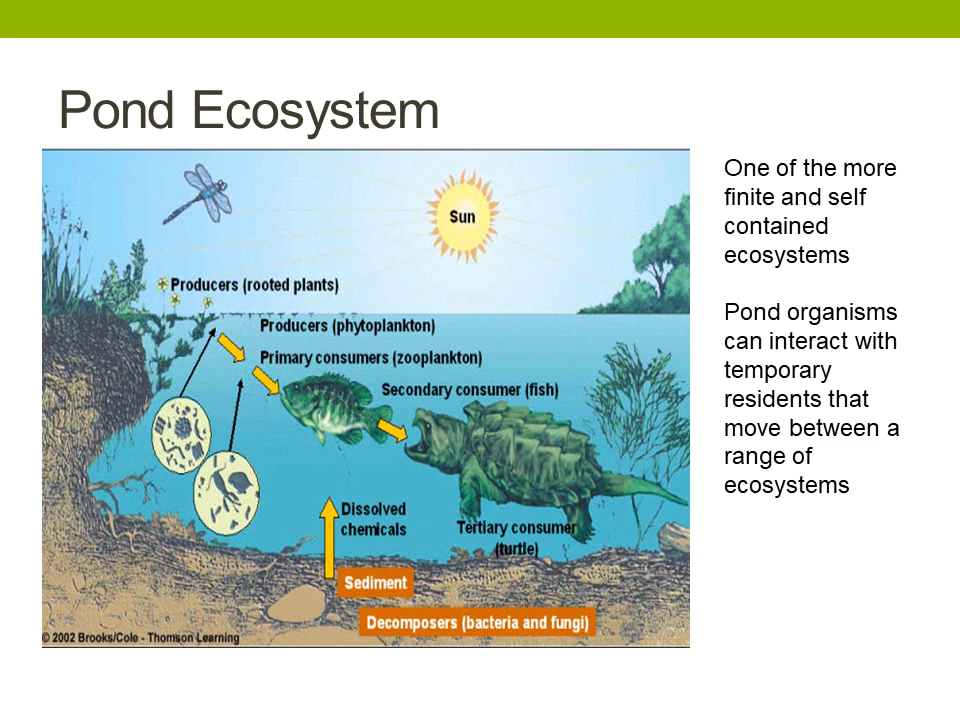 Pond Ecosystem
Sun
Producers (rooted plants)
Producers (phytoplankton)
Primary consumers (zooplankton)
Secondary consumer (fish)
Dissolved
chemicals
Tertiary consumer
(turtle)
Sediment
Decomposers (bacteria and fungi)
© 2002 Brooks/Cole - Thomson Learning
One of the more
finite and self
contained
ecosystems
Pond organisms
can interact with
temporary
residents that
move between a
range of
ecosystems